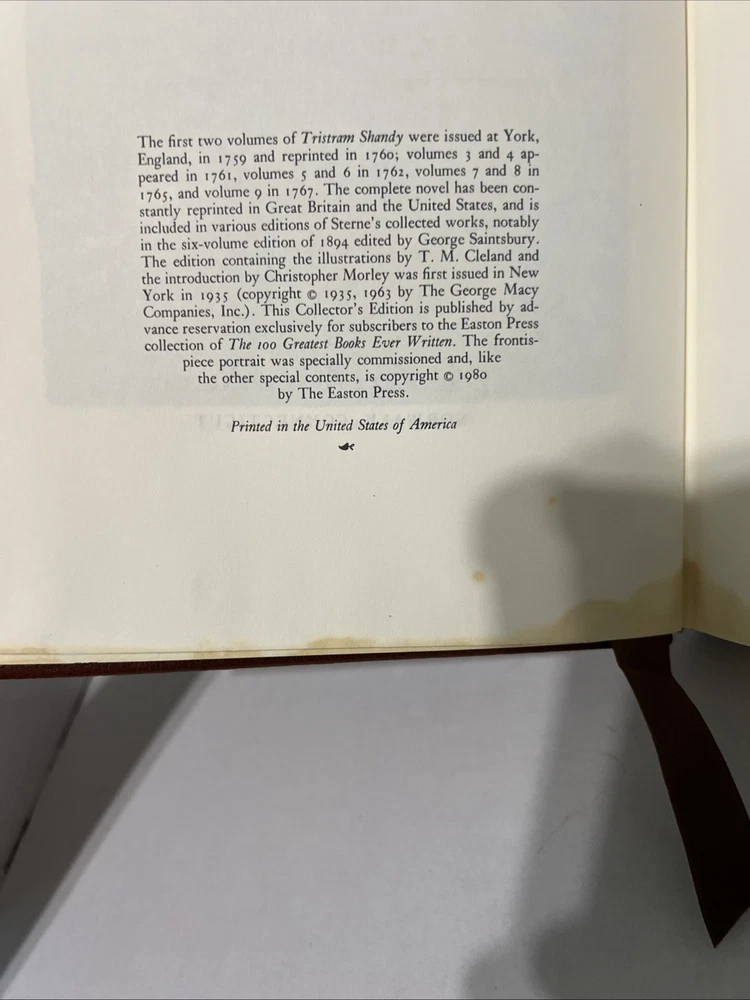 The first two volumes of Tristram Shandy were issued at York,
England, in 1759 and reprinted in 1760; volumes 3 and 4 ap-
peared in 1761, volumes 5 and 6 in 1762, volumes 7 and 8 in
1765, and volume 9 in 1767. The complete novel has been con-
stantly reprinted in Great Britain and the United States, and is
included in various editions of Sterne's collected works, notably
in the six-volume edition of 1894 edited by George Saintsbury.
The edition containing the illustrations by T. M. Cleland and
the introduction by Christopher Morley was first issued in New
York in 1935 (copyright © 1935, 1963 by The George Macy
Companies, Inc.). This Collector's Edition is published by ad-
vance reservation exclusively for subscribers to the Easton Press
collection of The 100 Greatest Books Ever Written. The frontis-
piece portrait was specially commissioned and, like
the other special contents, is copyright © 1980
by The Easton Press.
Printed in the United States of America